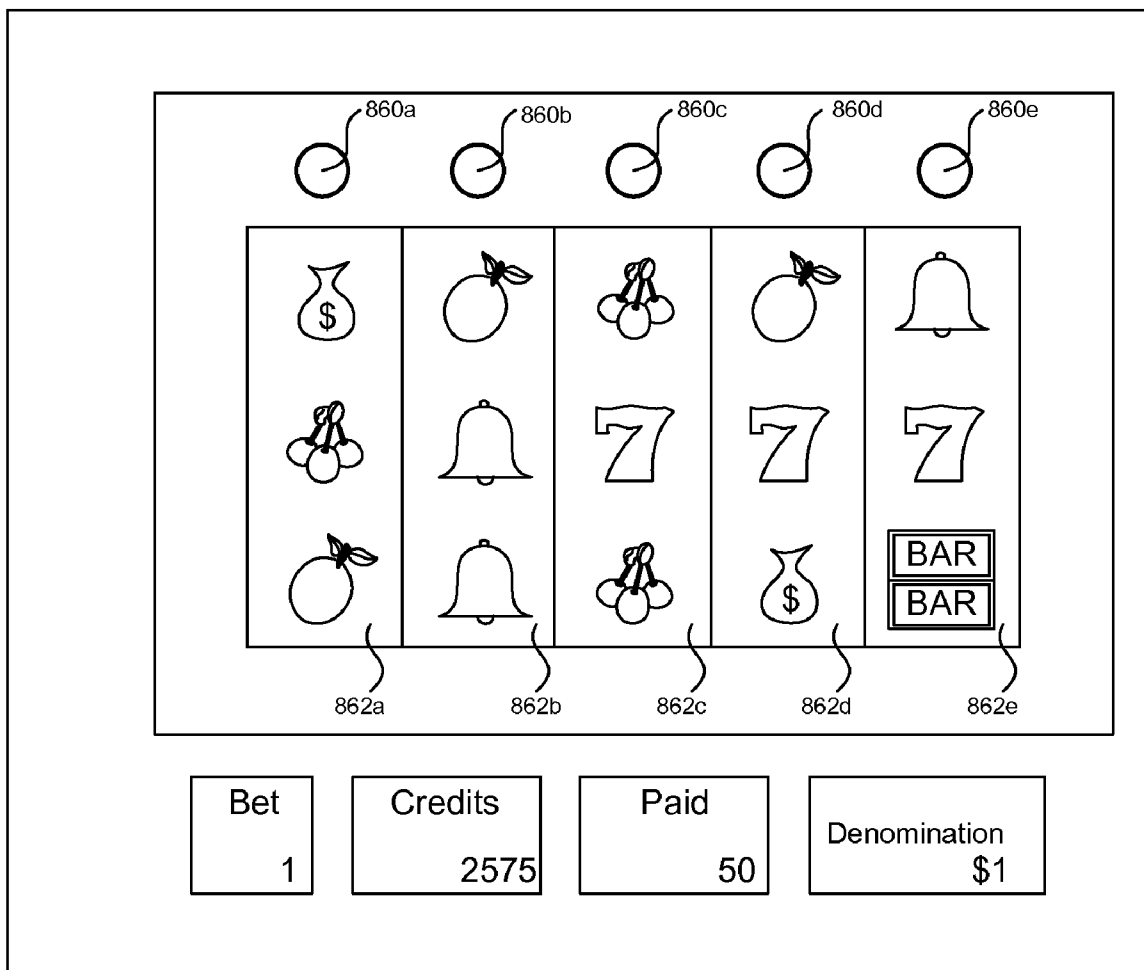 860a 860b 860c 860d 860e
$
7 7 7
$
BAR
BAR
862a 862b 862c 862d 862e
Bet Credits Paid
Denomination
1 2575 50 $1